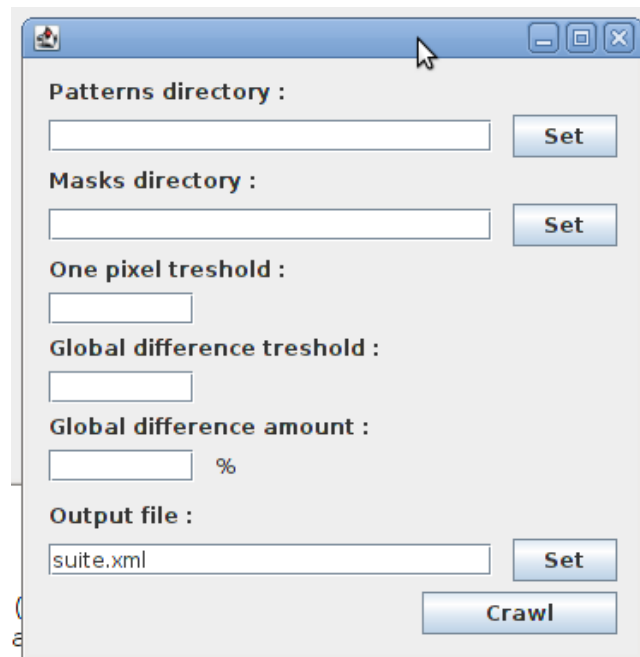 Patterns directory :
Set
Masks directory :
Set
One pixel treshold :
Global difference treshold :
Global difference amount :
%
Output file :
suite.xml Set
( Crawl
a